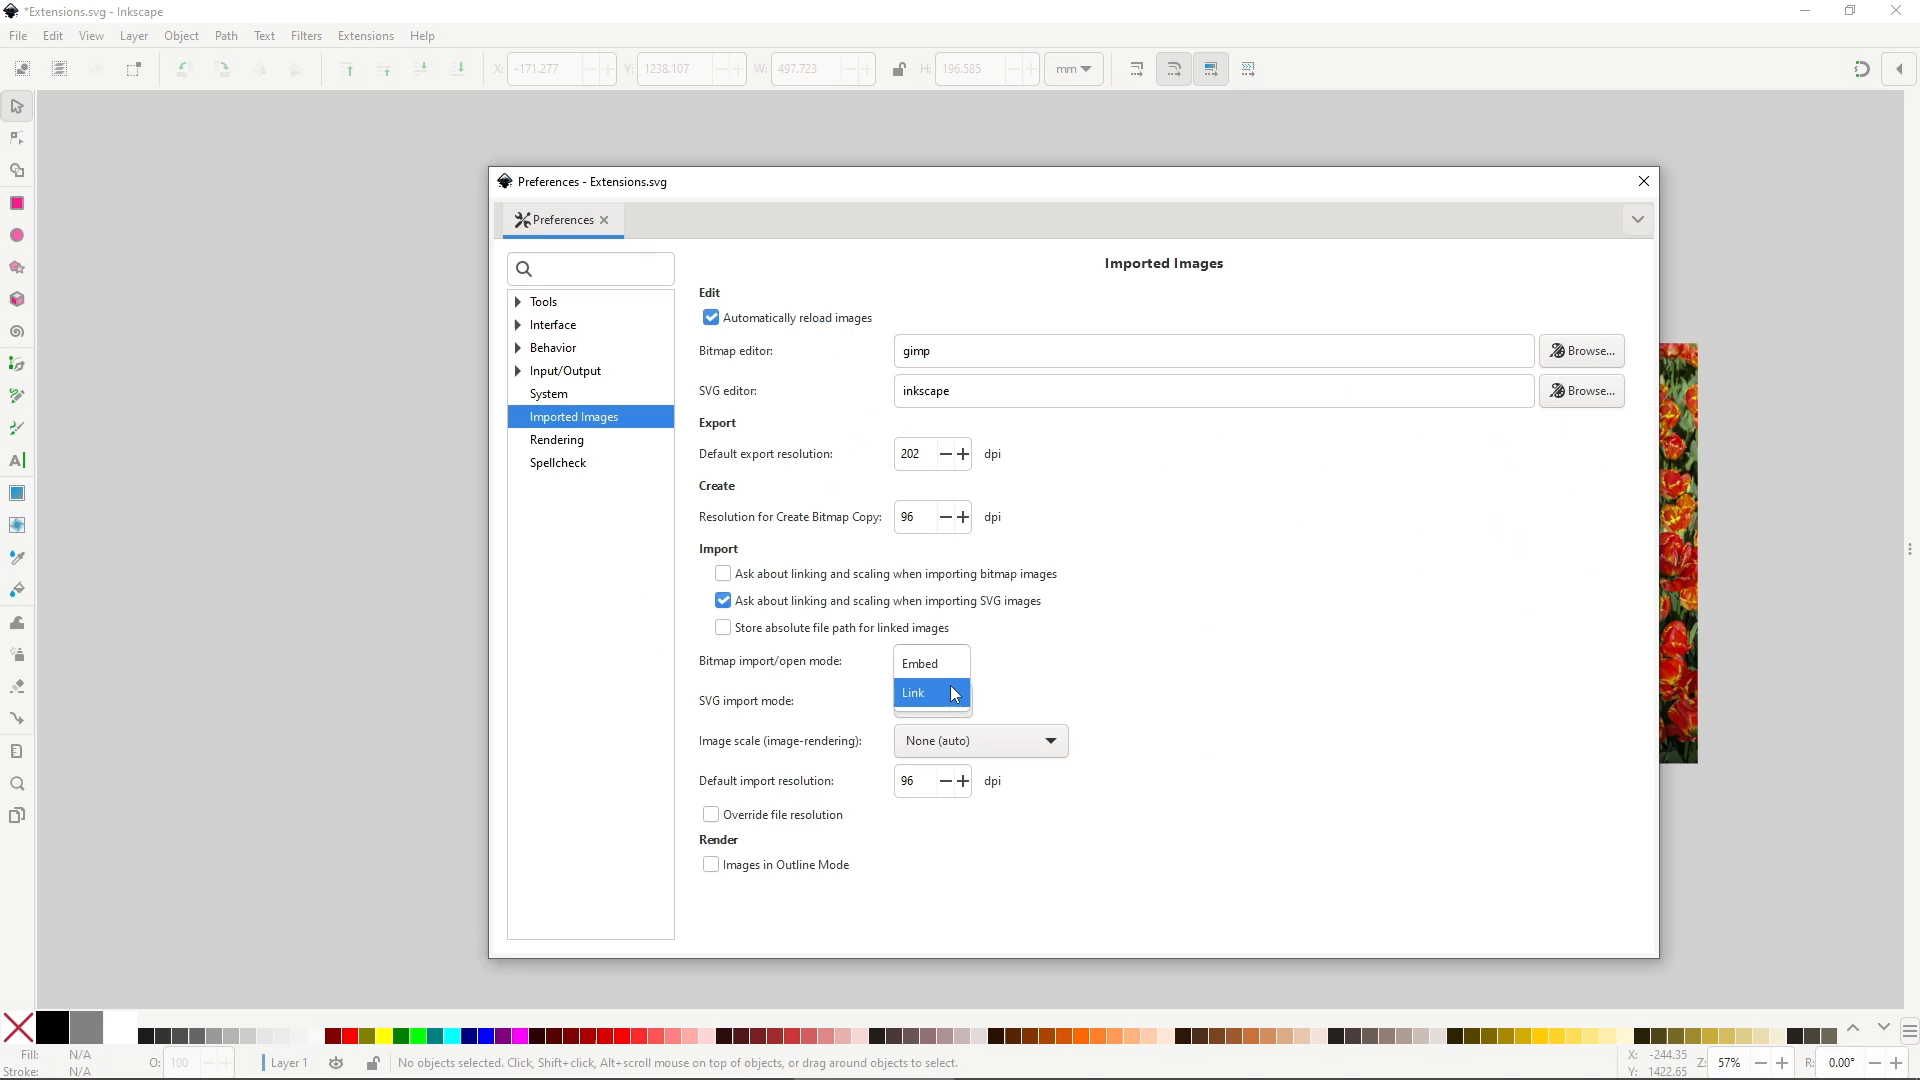 *Extensions.svg - Inkscape
File Edit View Layer Object Path Text Filters Extensions Help
X: -171.277 Y: 1238.107 W: 497.723 H: 196.585 mm
Preferences - Extensions.svg
Preferences
Imported Images
Tools
Interface
Behavior
Input/Output
System
Imported Images
Rendering
Spellcheck
Edit
Automatically reload images
Bitmap editor: gimp Browse...
SVG editor: inkscape Browse...
Export
Default export resolution: 202 dpi
Create
Resolution for Create Bitmap Copy: 96 dpi
Import
Ask about linking and scaling when importing bitmap images
Ask about linking and scaling when importing SVG images
Store absolute file path for linked images
Bitmap import/open mode: Embed
Link
SVG import mode:
Image scale (image-rendering): None (auto)
Default import resolution: 96 dpi
Override file resolution
Render
Images in Outline Mode
Fill: N/A
Stroke: N/A
O: 100 Layer 1 No objects selected. Click, Shift+click, Alt+scroll mouse on top of objects, or drag around objects to select.
X: -244.35
Y: 1422.65
Z: 57% R: 0.00°